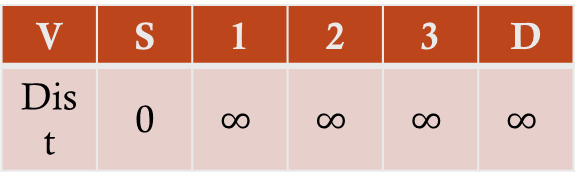 V S 1 2 3 D
Dis
t 0 ∞ ∞ ∞ ∞